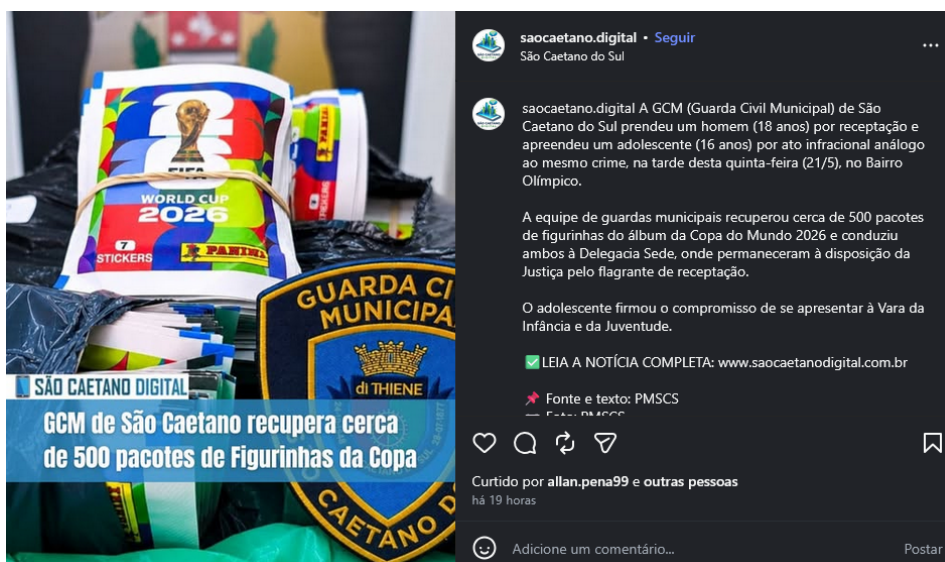 FIFA
WORLD CUP
2026
7
STICKERS
PANINI
PANINI
7
GUARDA CI
MUNICIPA
di THIENE
CAETANO D
SÃO CAETANO DIGITAL
GCM de São Caetano recupera cerca
de 500 pacotes de Figurinhas da Copa
saocaetano.digital • Seguir
São Caetano do Sul
saocaetano.digital A GCM (Guarda Civil Municipal) de São
Caetano do Sul prendeu um homem (18 anos) por receptação e
apreendeu um adolescente (16 anos) por ato infracional análogo
ao mesmo crime, na tarde desta quinta-feira (21/5), no Bairro
Olímpico.
A equipe de guardas municipais recuperou cerca de 500 pacotes
de figurinhas do álbum da Copa do Mundo 2026 e conduziu
ambos à Delegacia Sede, onde permaneceram à disposição da
Justiça pelo flagrante de receptação.
O adolescente firmou o compromisso de se apresentar à Vara da
Infância e da Juventude.
✅LEIA A NOTÍCIA COMPLETA: www.saocaetanodigital.com.br
📌 Fonte e texto: PMSCS
Curtido por allan.pena99 e outras pessoas
há 19 horas
Adicione um comentário...
Postar